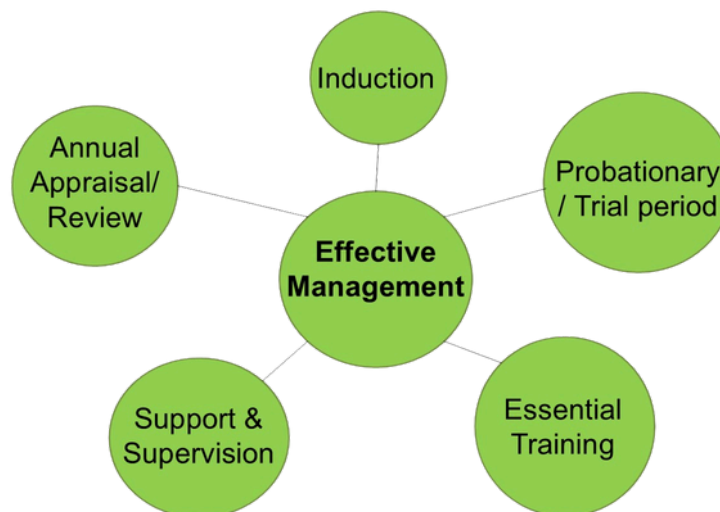 Induction
Annual
Appraisal/
Review
Probationary
/ Trial period
Effective
Management
Support &
Supervision
Essential
Training